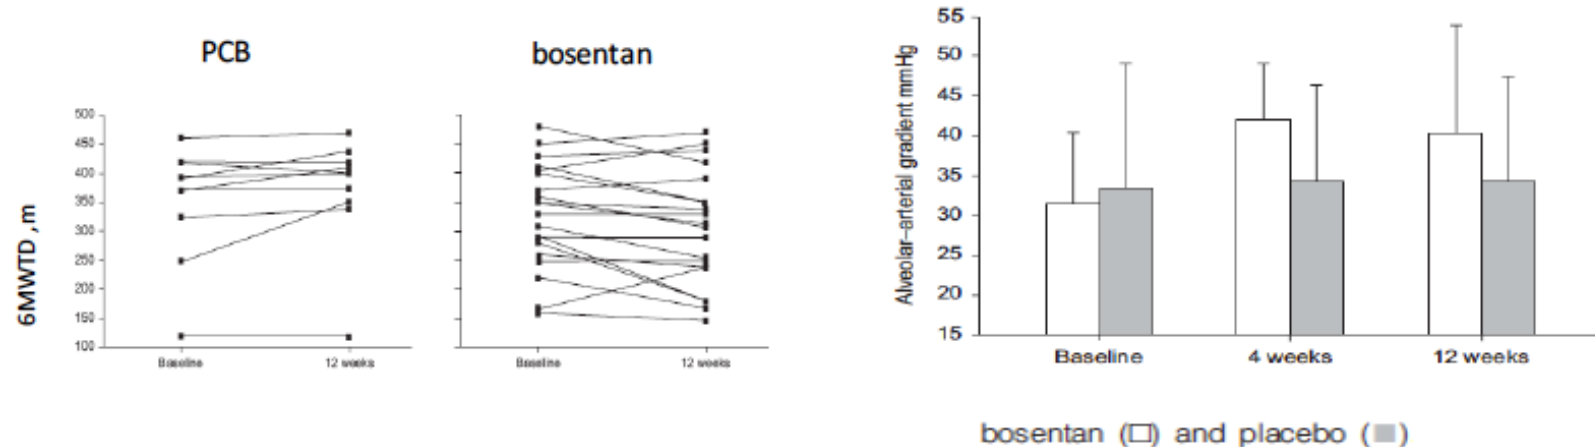 PCB
bosentan
6MWTD ,m
500
450
400
350
300
250
200
150
100
Baseline
12 weeks
Baseline
12 weeks
Alveolar–arterial gradient mmHg
55
50
45
40
35
30
25
20
15
Baseline
4 weeks
12 weeks
bosentan (□) and placebo (■)